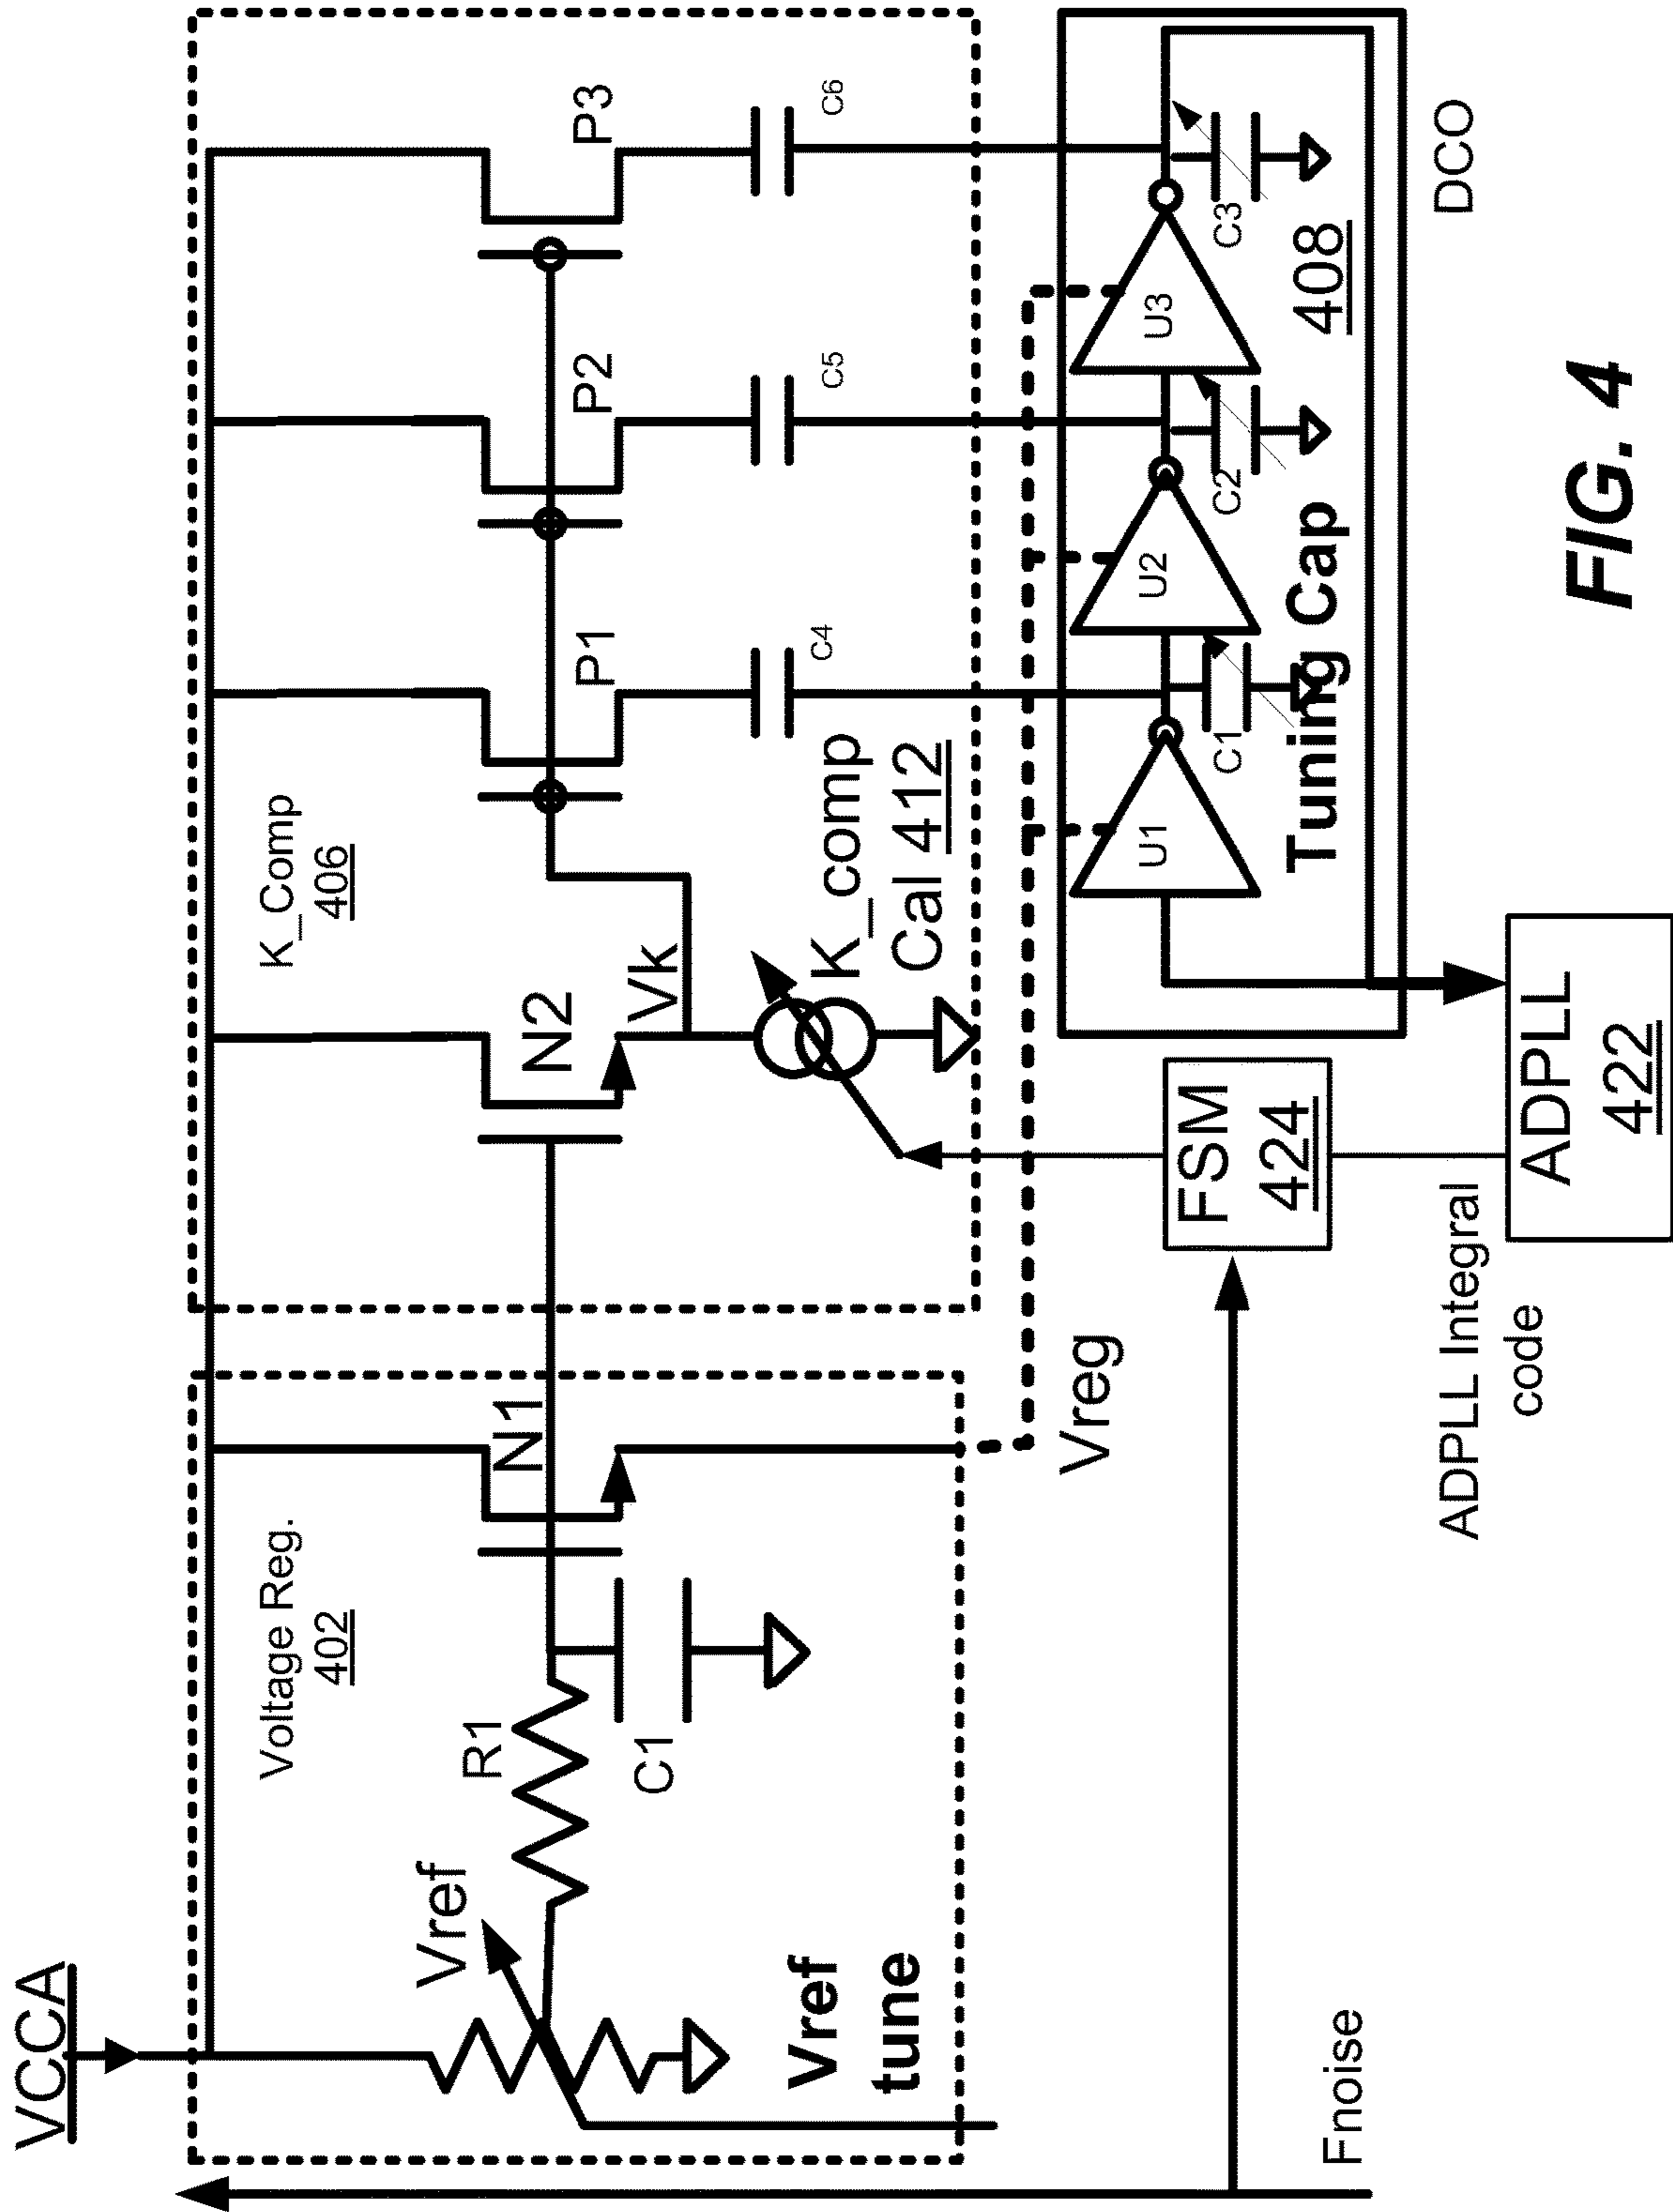 VCCA
Voltage Reg.
402
Vref
R1
C1
N1
Vref
tune
K_Comp
406
N2
Vk
K_comp
Cal 412
P1
P2
P3
C4
C5
C6
Vreg
U1
U2
U3
C1
C2
C3
Tuning Cap
408
DCO
Fnoise
FSM
424
ADPLL Integral
code
ADPLL
422
FIG. 4